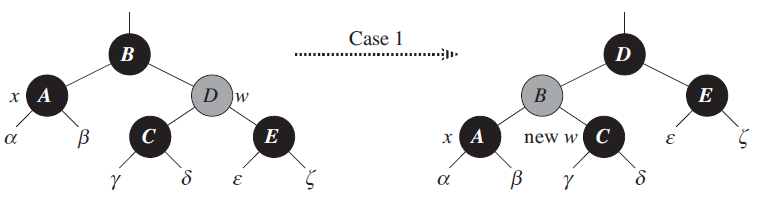 Case 1
B D
x A D w B E
α β C E x A new w C ε ζ
γ δ ε ζ α β γ δ